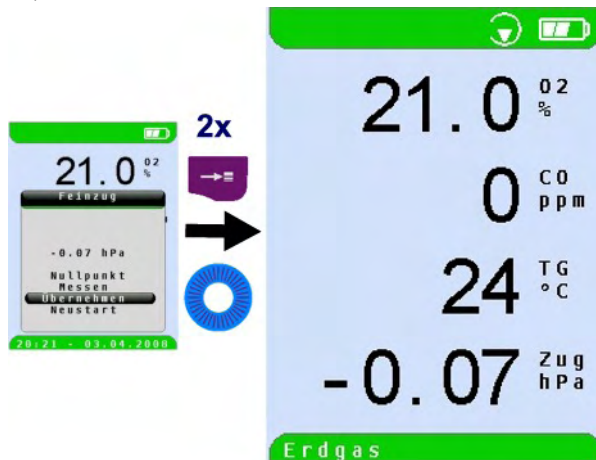 21.0 O2
%
Feinzug
-0.07 hPa
Nullpunkt
Messen
Übernehmen
Neustart
20:21 - 03.04.2008
2x
21.0 O2
%
0 CO
ppm
24 TG
°C
-0.07 Zug
hPa
Erdgas